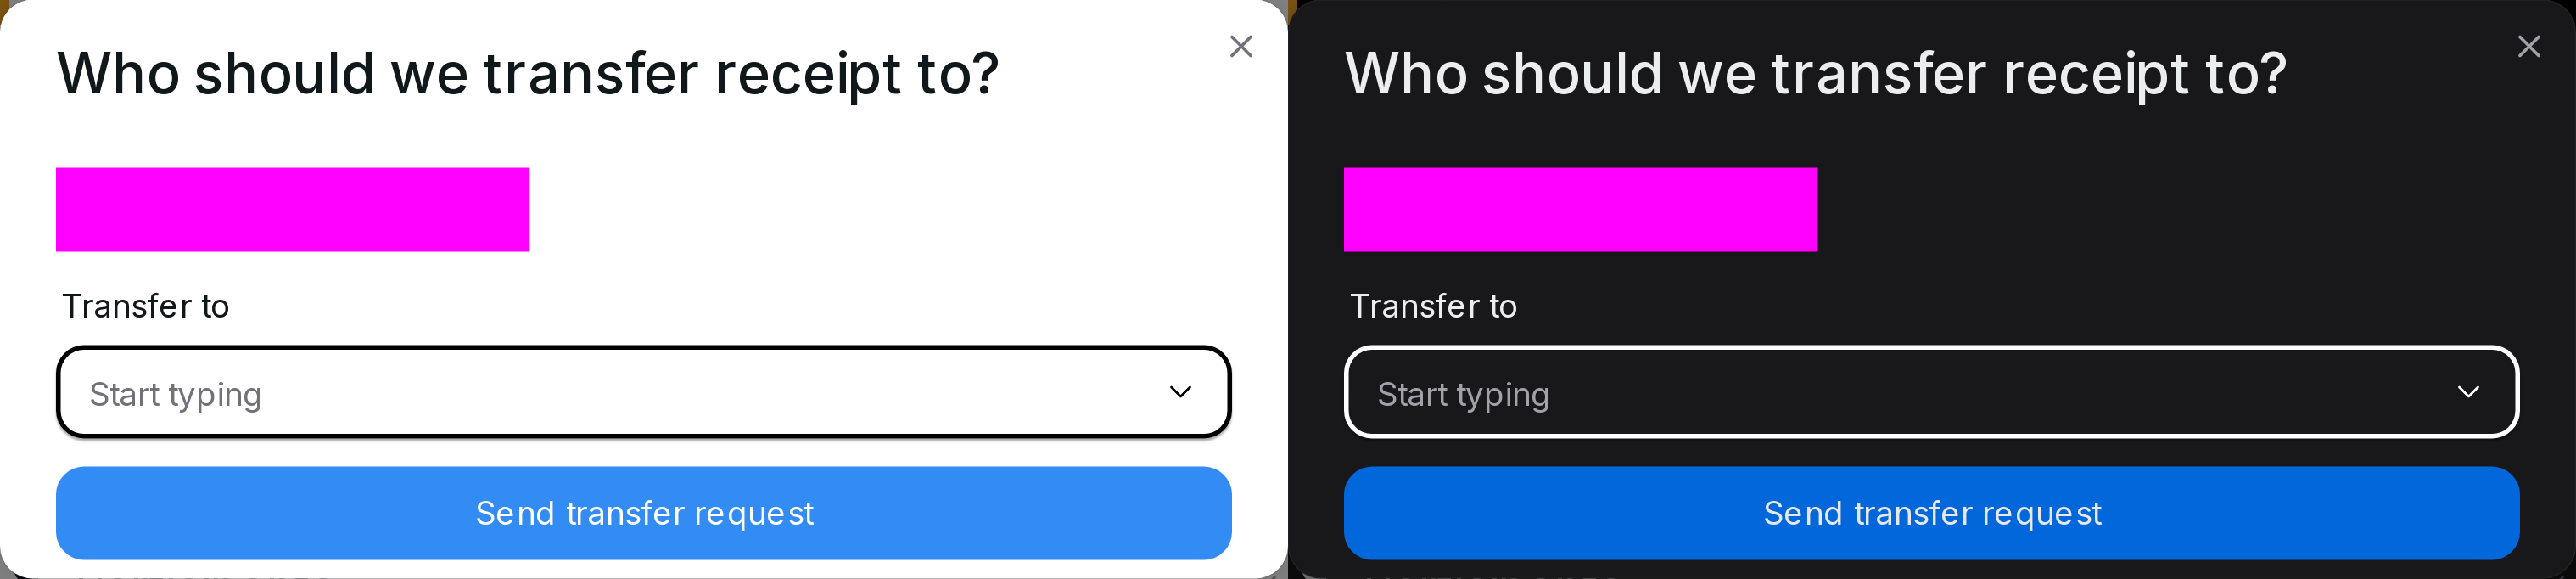 Who should we transfer receipt to?
Transfer to
Start typing
Send transfer request
Who should we transfer receipt to?
Transfer to
Start typing
Send transfer request